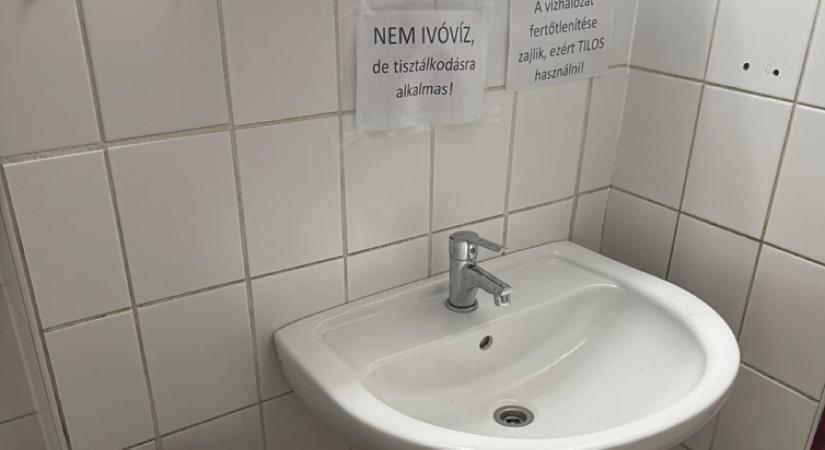 NEM IVÓVÍZ,
de tisztálkodásra
alkalmas!
A vízhálózat
fertőtlenítése
zajlik, ezért TILOS
használni!